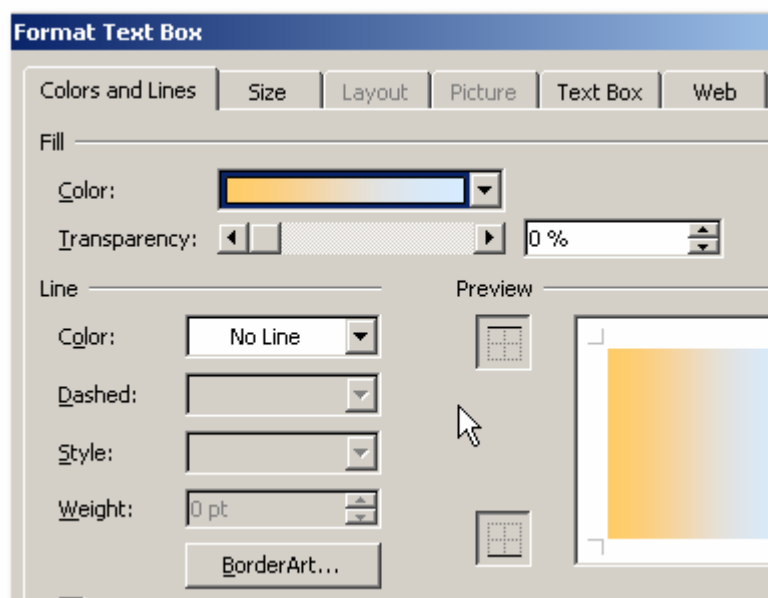 Format Text Box
Colors and Lines Size Layout Picture Text Box Web
Fill
Color:
Transparency: 0 %
Line Preview
Color: No Line
Dashed:
Style:
Weight: 0 pt
BorderArt...